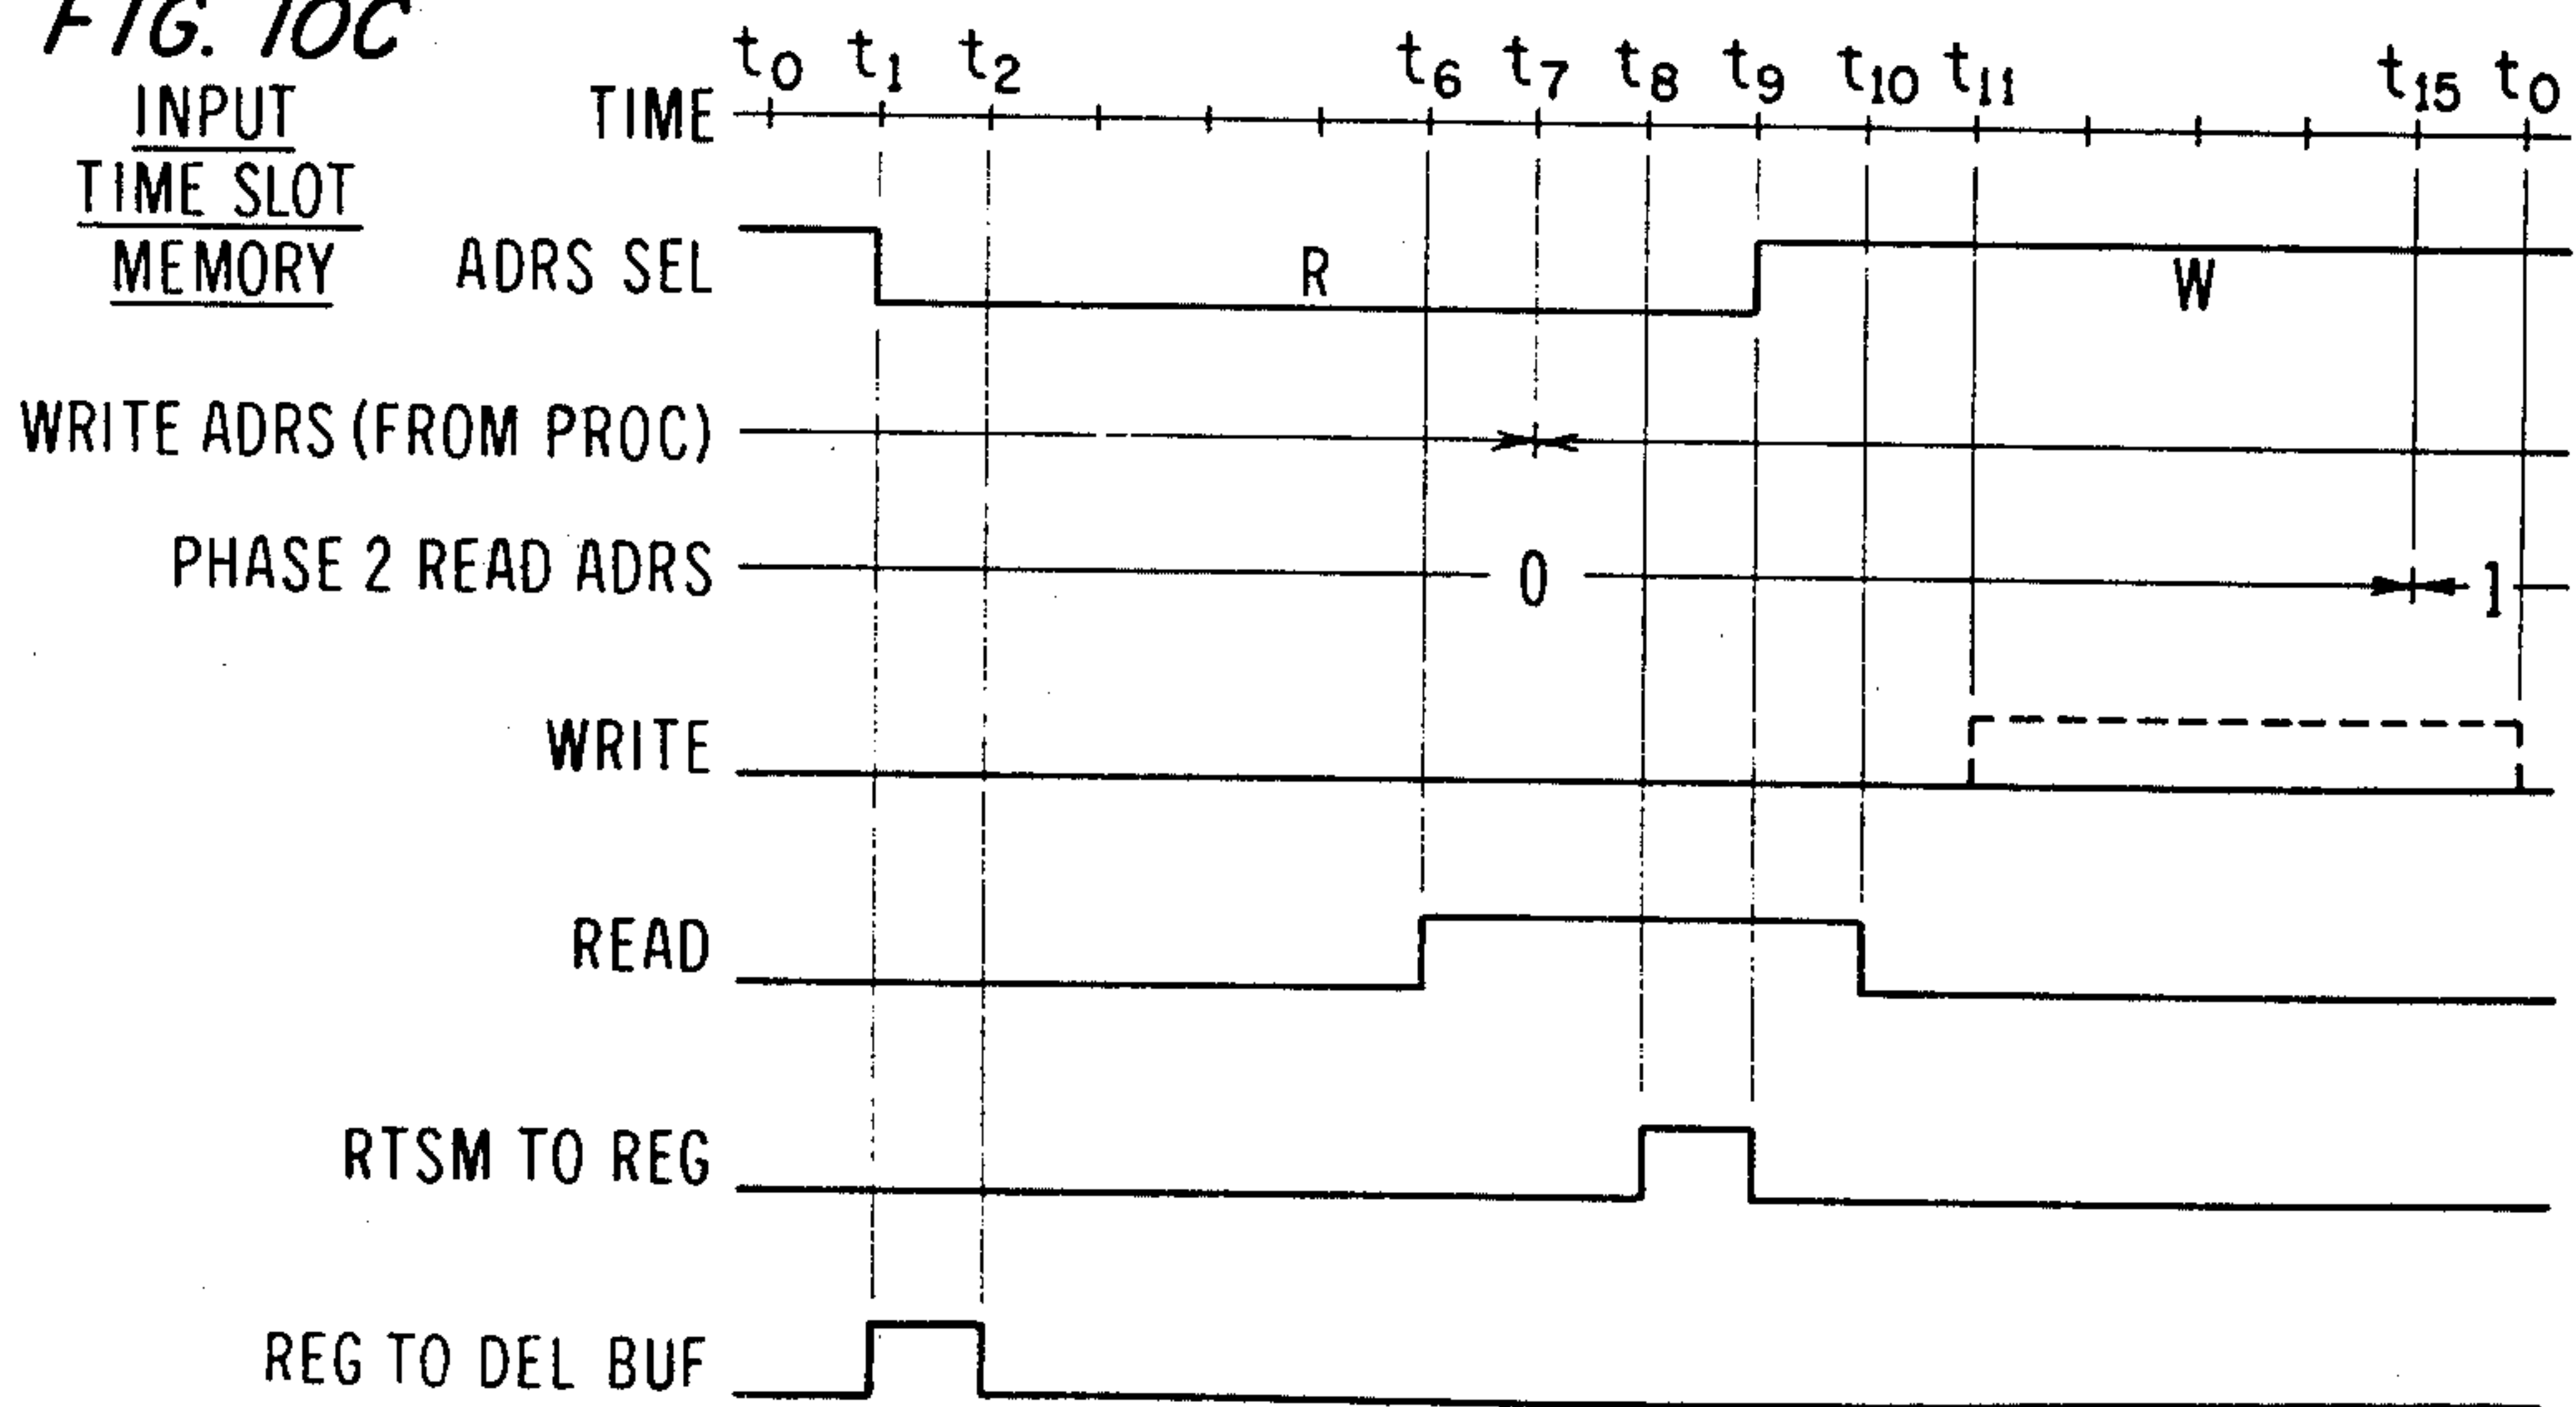 FIG. 10C
t0 t1 t2 t6 t7 t8 t9 t10 t11 t15 t0
INPUT
TIME SLOT
MEMORY
TIME
ADRS SEL R W
WRITE ADRS (FROM PROC)
PHASE 2 READ ADRS 0 1
WRITE
READ
RTSM TO REG
REG TO DEL BUF